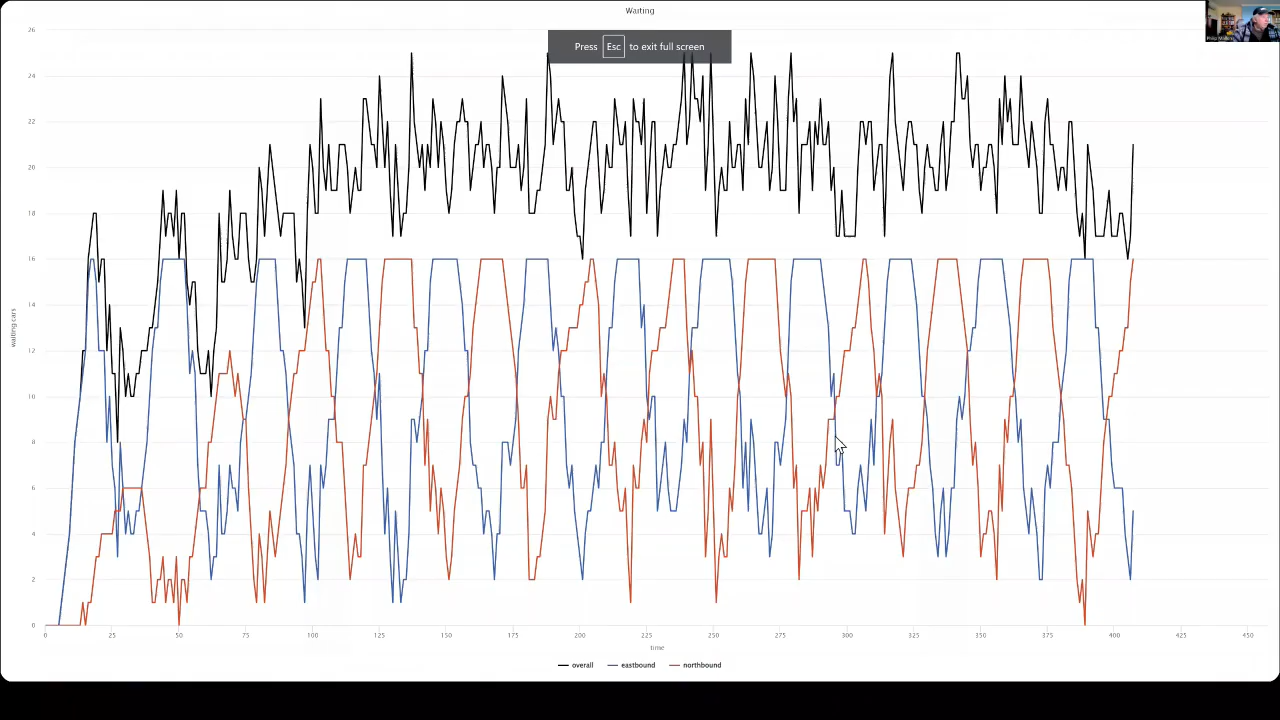 Waiting
Press Esc to exit full screen
26
24
22
20
18
16
14
12
10
8
6
4
2
0
waiting cars
0 25 50 75 100 125 150 175 200 225 250 275 300 325 350 375 400 425 450
time
overall eastbound northbound